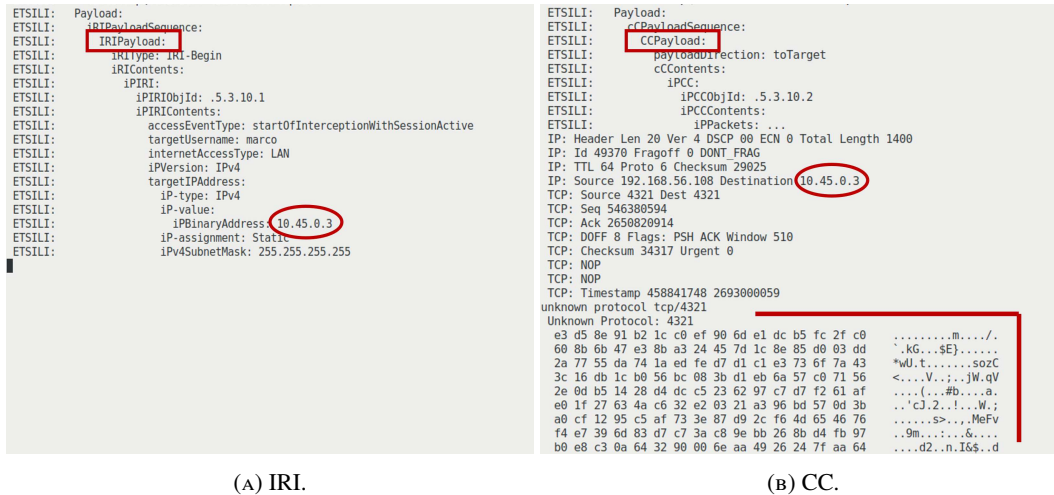 ETSILI: Payload:
ETSILI: iRIPayloadSequence:
ETSILI: IRIPayload:
ETSILI: iRIType: IRI-Begin
ETSILI: iRIContents:
ETSILI: iPIRI:
ETSILI: iPIRIObjId: .5.3.10.1
ETSILI: iPIRIContents:
ETSILI: accessEventType: startOfInterceptionWithSessionActive
ETSILI: targetUsername: marco
ETSILI: internetAccessType: LAN
ETSILI: iPVersion: IPv4
ETSILI: targetIPAddress:
ETSILI: iP-type: IPv4
ETSILI: iP-value:
ETSILI: iPBinaryAddress: 10.45.0.3
ETSILI: iP-assignment: Static
ETSILI: iPv4SubnetMask: 255.255.255.255
(A) IRI.
ETSILI: Payload:
ETSILI: cCPayloadSequence:
ETSILI: CCPayload:
ETSILI: payloadDirection: toTarget
ETSILI: cCContents:
ETSILI: iPCC:
ETSILI: iPCCObjId: .5.3.10.2
ETSILI: iPCCContents:
ETSILI: iPPackets: ...
IP: Header Len 20 Ver 4 DSCP 00 ECN 0 Total Length 1400
IP: Id 49370 Fragoff 0 DONT_FRAG
IP: TTL 64 Proto 6 Checksum 29025
IP: Source 192.168.56.108 Destination 10.45.0.3
TCP: Source 4321 Dest 4321
TCP: Seq 546380594
TCP: Ack 2650820914
TCP: DOFF 8 Flags: PSH ACK Window 510
TCP: Checksum 34317 Urgent 0
TCP: NOP
TCP: NOP
TCP: Timestamp 458841748 2693000059
unknown protocol tcp/4321
Unknown Protocol: 4321
e3 d5 8e 91 b2 1c c0 ef 90 6d e1 dc b5 fc 2f c0 .........m..../.
60 8b 6b 47 e3 8b a3 24 45 7d 1c 8e 85 d0 03 dd `.kG...$E}......
2a 77 55 da 74 1a ed fe d7 d1 c1 e3 73 6f 7a 43 *wU.t.......sozC
3c 16 db 1c b0 56 bc 08 3b d1 eb 6a 57 c0 71 56 <....V..;..jW.qV
2e 0d b5 14 28 d4 dc c5 23 62 97 c7 d7 f2 61 af ....(...#b....a.
e0 1f 27 63 4a c6 32 e2 03 21 a3 96 bd 57 0d 3b ..'cJ.2..!...W.;
a0 cf 12 95 c5 af 73 3e 87 d9 2c f6 4d 65 46 76 ......s>..,.MeFv
f4 e7 39 6d 83 d7 c7 3a c8 9e bb 26 8b d4 fb 97 ..9m...:...&....
b0 e8 c3 0a 64 32 90 00 6e aa 49 26 24 7f aa 64 ....d2..n.I&$..d
(B) CC.